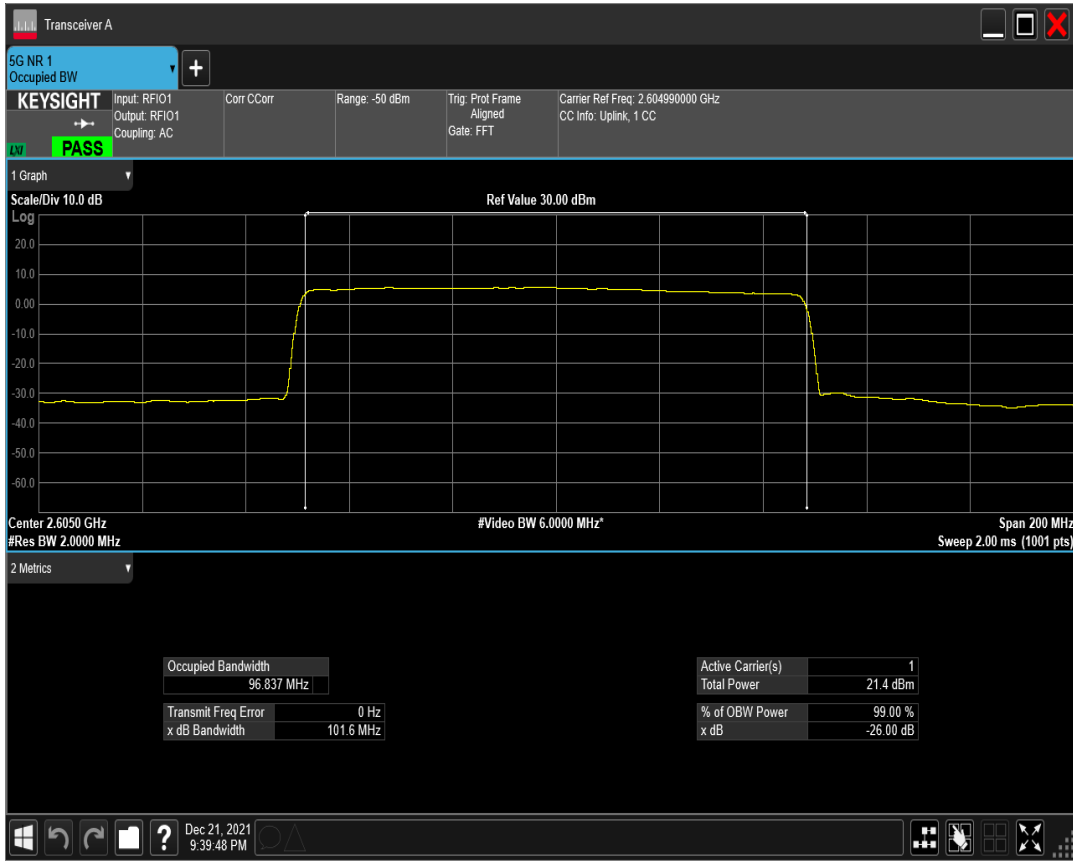 Transceiver A
5G NR 1
Occupied BW
+
KEYSIGHT
Input: RFIO1
Output: RFIO1
Coupling: AC
LXI
PASS
Corr CCorr
Range: -50 dBm
Trig: Prot Frame
Aligned
Gate: FFT
Carrier Ref Freq: 2.604990000 GHz
CC Info: Uplink, 1 CC
1 Graph
Scale/Div 10.0 dB
Ref Value 30.00 dBm
Log
20.0
10.0
0.00
-10.0
-20.0
-30.0
-40.0
-50.0
-60.0
Center 2.6050 GHz
#Video BW 6.0000 MHz*
Span 200 MHz
#Res BW 2.0000 MHz
Sweep 2.00 ms (1001 pts)
2 Metrics
Occupied Bandwidth
96.837 MHz
Transmit Freq Error 0 Hz
x dB Bandwidth 101.6 MHz
Active Carrier(s) 1
Total Power 21.4 dBm
% of OBW Power 99.00 %
x dB -26.00 dB
?
Dec 21, 2021
9:39:48 PM